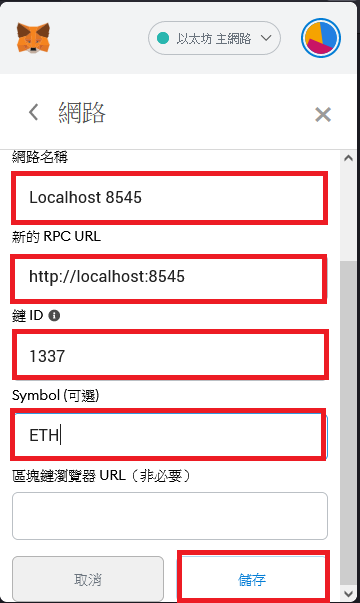 以太坊 主網路
網路
網路名稱
Localhost 8545
新的 RPC URL
http://localhost:8545
鏈 ID
1337
Symbol (可選)
ETH
區塊鏈瀏覽器 URL（非必要）
取消
儲存